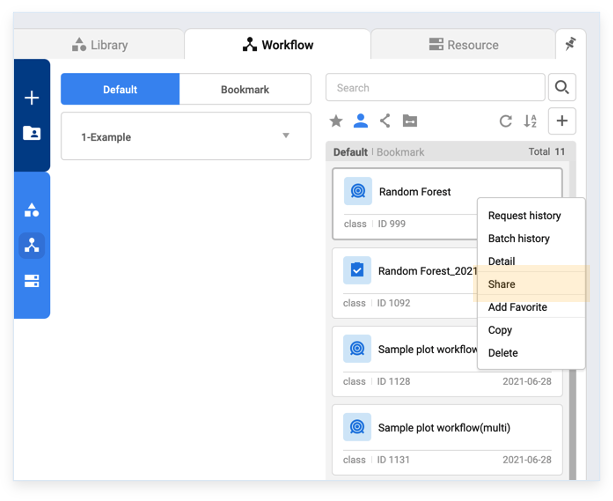 Library
Workflow
Resource
Default
Bookmark
Search
1-Example
Default | Bookmark
Total 11
Random Forest
class | ID 999
Request history
Batch history
Detail
Share
Add Favorite
Copy
Delete
Random Forest_2021
class | ID 1092
Sample plot workflow
class | ID 1128
2021-06-28
Sample plot workflow(multi)
class | ID 1131
2021-06-28